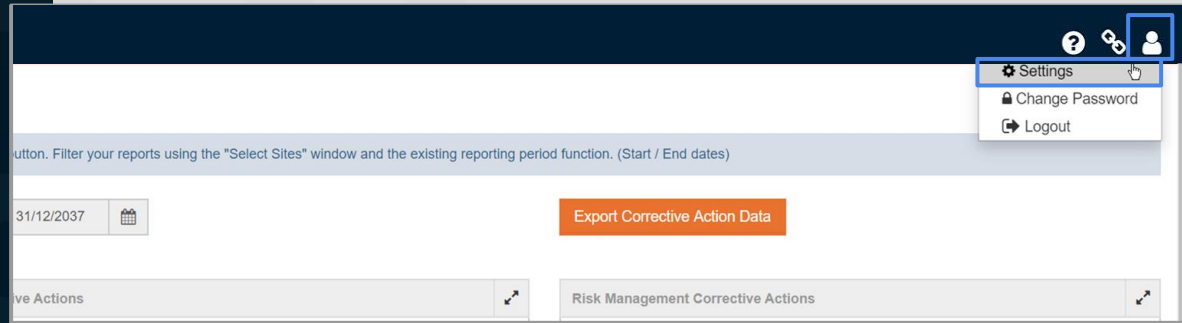 Settings
Change Password
Logout
utton. Filter your reports using the "Select Sites" window and the existing reporting period function. (Start / End dates)
31/12/2037
Export Corrective Action Data
ive Actions
Risk Management Corrective Actions